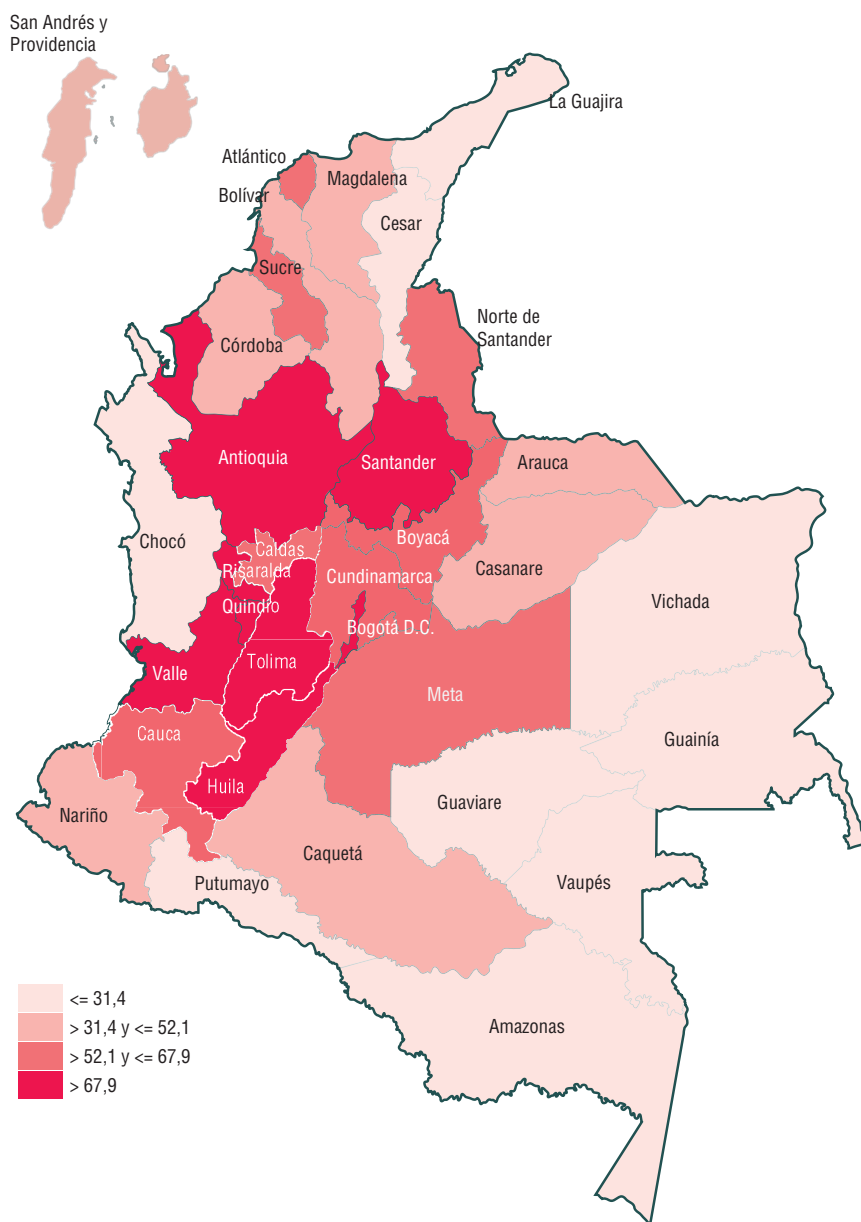 San Andrés y
Providencia
La Guajira
Atlántico
Magdalena
Bolívar
Cesar
Sucre
Norte de
Santander
Córdoba
Antioquia
Santander
Arauca
Chocó
Caldas
Boyacá
Risaralda
Cundinamarca
Casanare
Vichada
Quindío
Bogotá D.C.
Tolima
Valle
Meta
Cauca
Guainía
Huila
Guaviare
Nariño
Caquetá
Putumayo
Vaupés
Amazonas
<= 31,4
> 31,4 y <= 52,1
> 52,1 y <= 67,9
> 67,9